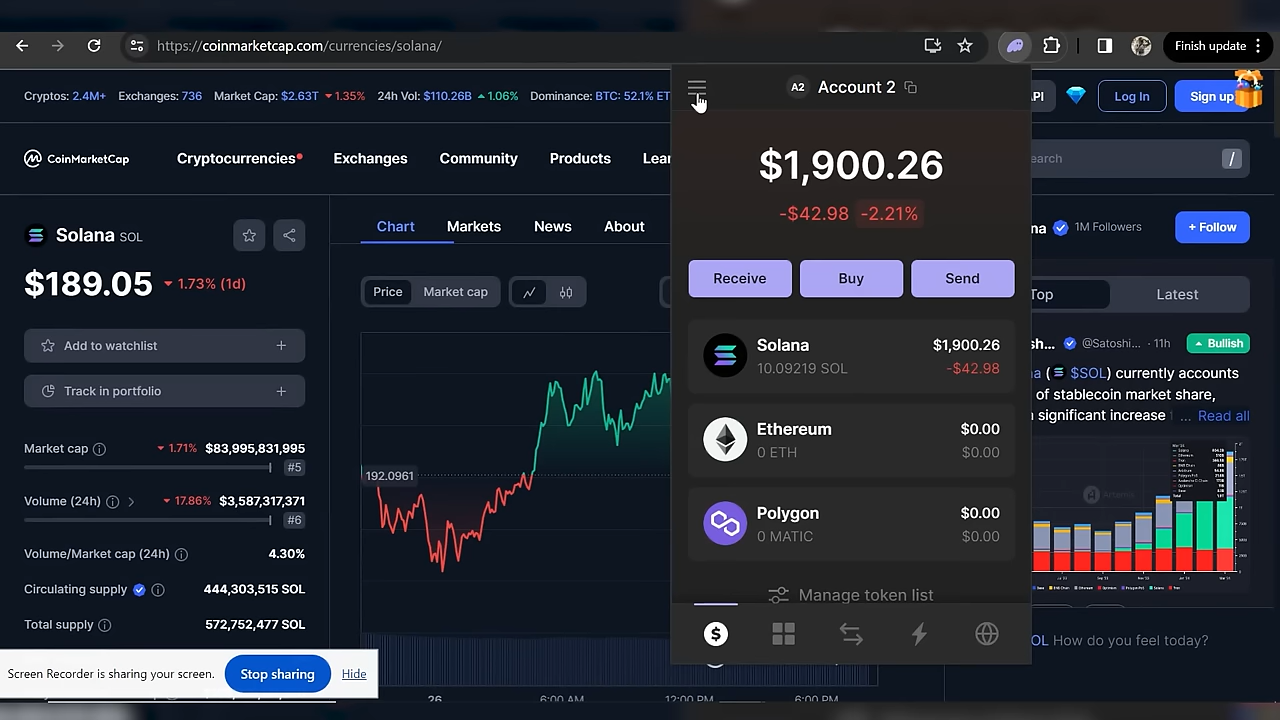 https://coinmarketcap.com/currencies/solana/
Finish update
Cryptos: 2.4M+ Exchanges: 736 Market Cap: $2.63T 1.35% 24h Vol: $110.26B 1.06% Dominance: BTC: 52.1% ET
Log In
Sign up
CoinMarketCap
Cryptocurrencies
Exchanges
Community
Products
/
Solana SOL
$189.05 1.73% (1d)
Add to watchlist +
Track in portfolio +
Market cap 1.71% $83,995,831,995
#5
Volume (24h) 17.86% $3,587,317,371
#6
Volume/Market cap (24h) 4.30%
Circulating supply 444,303,515 SOL
Total supply 572,752,477 SOL
Screen Recorder is sharing your screen.
Stop sharing
Hide
Chart
Markets
News
About
Price
Market cap
192.0961
26
6:00 AM
12:00 PM
6:00 PM
A2 Account 2
$1,900.26
-$42.98 -2.21%
Receive
Buy
Send
Solana $1,900.26
10.09219 SOL -$42.98
Ethereum $0.00
0 ETH $0.00
Polygon $0.00
0 MATIC $0.00
Manage token list
1M Followers
+ Follow
Latest
@Satoshi... · 11h
Bullish
$SOL) currently accounts
of stablecoin market share,
significant increase ... Read all
How do you feel today?